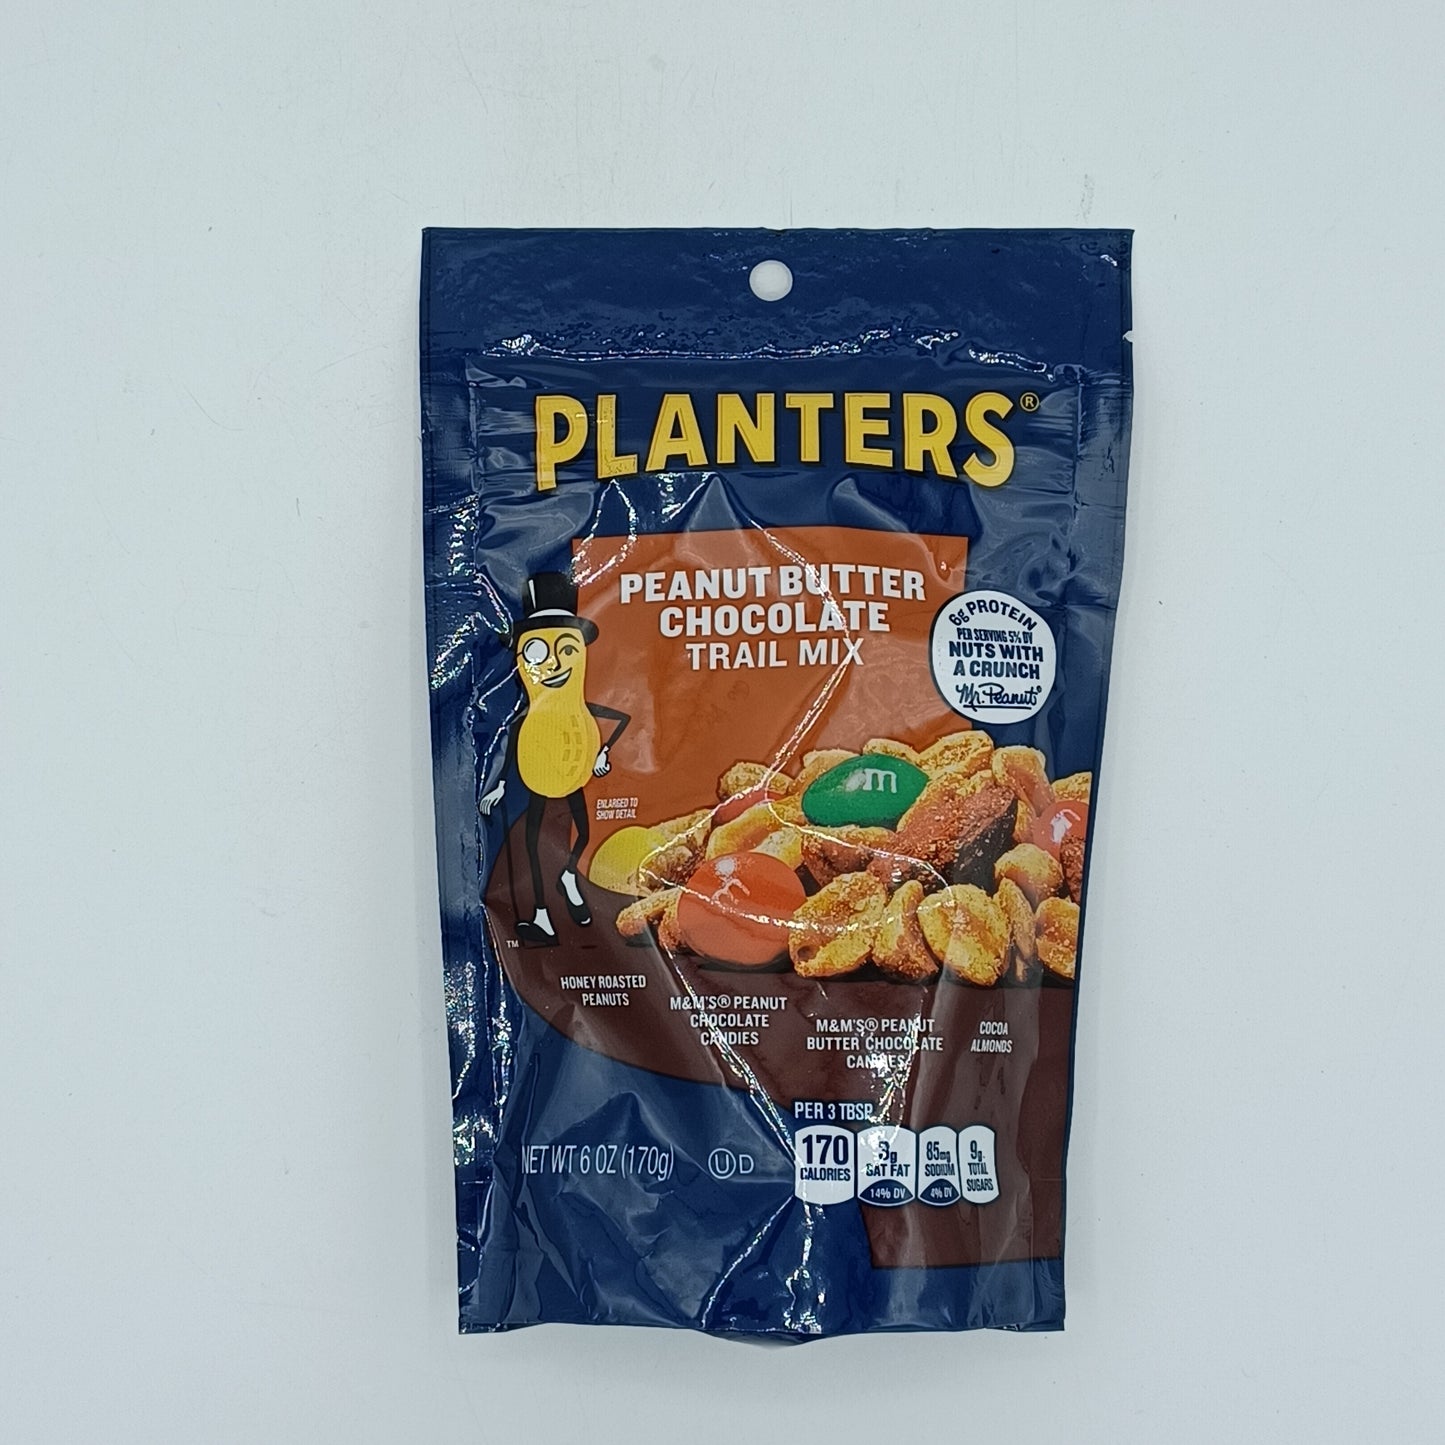 PLANTERS®
PEANUT BUTTER
CHOCOLATE
TRAIL MIX
6g PROTEIN
PER SERVING 5% DV
NUTS WITH
A CRUNCH
Mr. Peanut®
ENLARGED TO
SHOW DETAIL
m
TM
HONEY ROASTED
PEANUTS
M&M'S® PEANUT
CHOCOLATE
CANDIES
M&M'S® PEANUT
BUTTER CHOCOLATE
CANDIES
COCOA
ALMONDS
PER 3 TBSP
170
CALORIES
3g
SAT FAT
14% DV
85mg
SODIUM
4% DV
9g
TOTAL
SUGARS
NET WT 6 OZ (170g)
U D